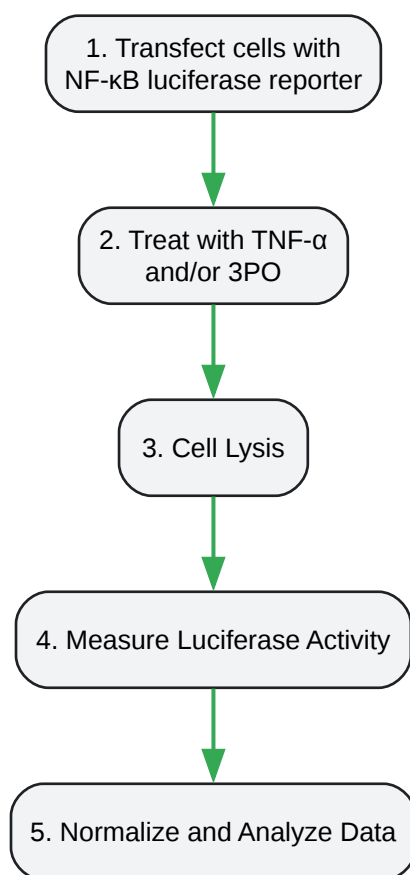 1. Transfect cells with
NF-κB luciferase reporter
2. Treat with TNF-α
and/or 3PO
3. Cell Lysis
4. Measure Luciferase Activity
5. Normalize and Analyze Data